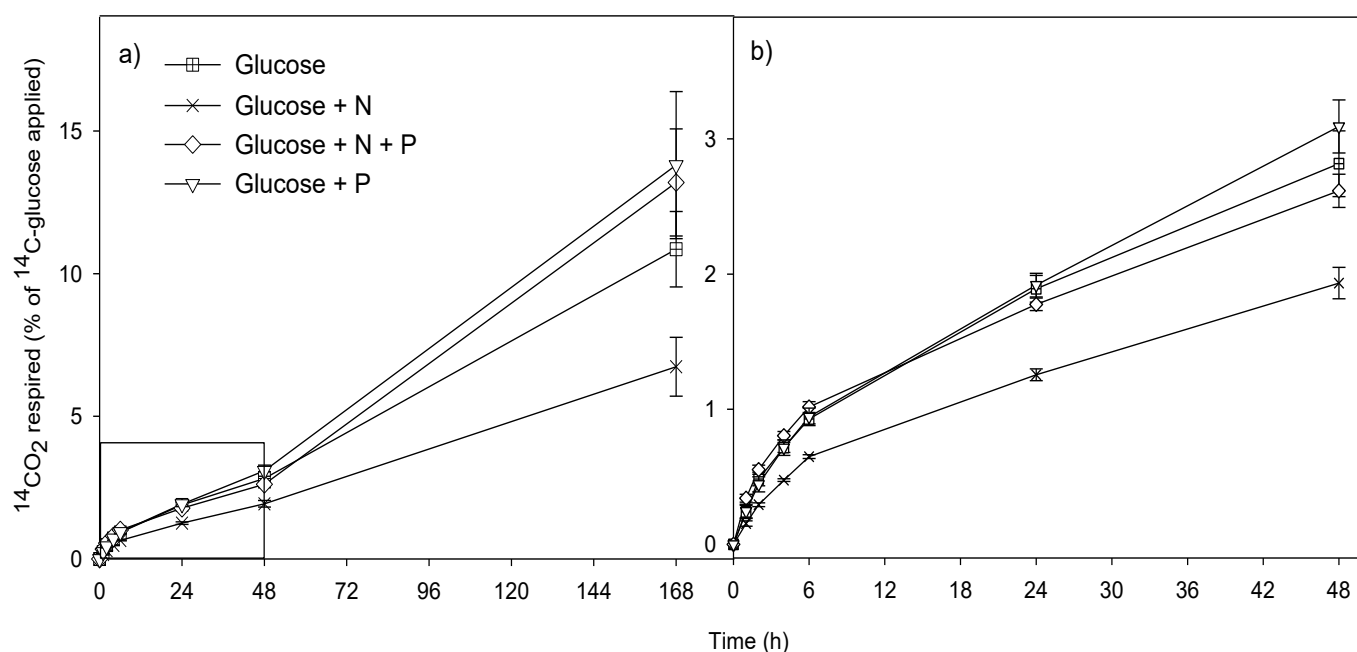 a)
Glucose
Glucose + N
Glucose + N + P
Glucose + P
¹⁴CO₂ respired (% of ¹⁴C-glucose applied)
15
10
5
0
0 24 48 72 96 120 144 168
b)
3
2
1
0
0 6 12 18 24 30 36 42 48
Time (h)